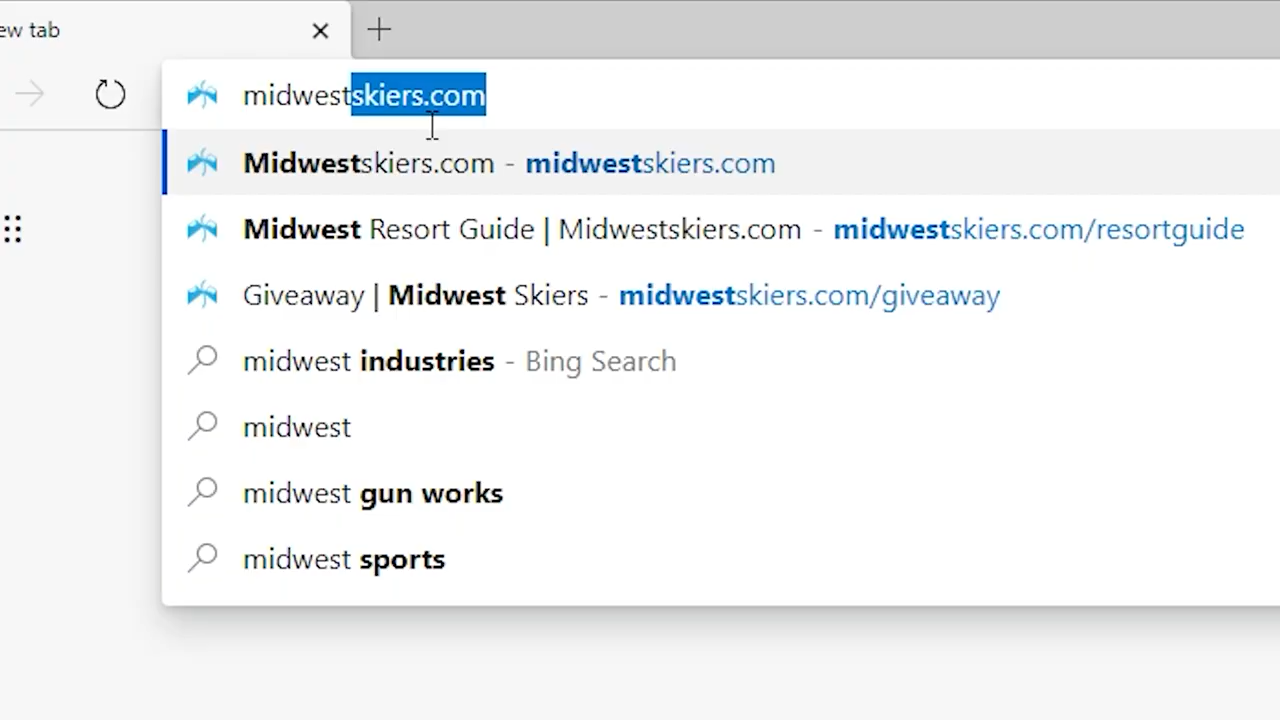 ew tab
midwestskiers.com
Midwestskiers.com - midwestskiers.com
Midwest Resort Guide | Midwestskiers.com - midwestskiers.com/resortguide
Giveaway | Midwest Skiers - midwestskiers.com/giveaway
midwest industries - Bing Search
midwest
midwest gun works
midwest sports